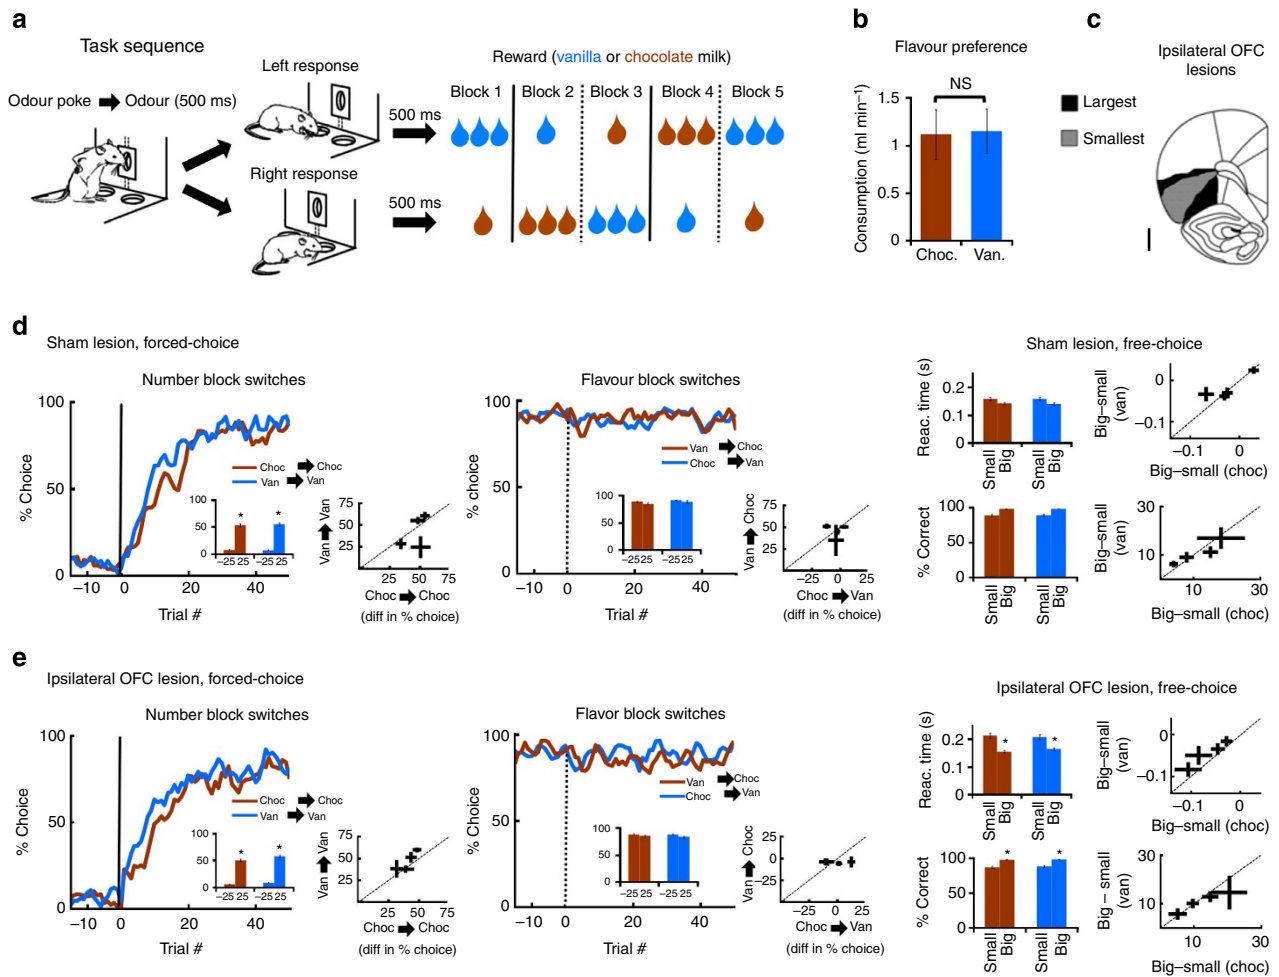 a
Task sequence
Odour poke
Odour (500 ms)
Left response
Right response
500 ms
500 ms
Reward (vanilla or chocolate milk)
Block 1
Block 2
Block 3
Block 4
Block 5
b
Flavour preference
NS
Consumption (ml min−1)
1.5
1
0.5
0
Choc.
Van.
c
Ipsilateral OFC
lesions
Largest
Smallest
d
Sham lesion, forced-choice
Number block switches
% Choice
100
50
0
−10
0
20
40
Trial #
Choc
Choc
Van
Van
100
50
0
*
*
−25 25
−25 25
Van
Van
75
50
25
25
50
75
Choc
Choc
(diff in % choice)
Flavour block switches
% Choice
100
50
0
−10
0
20
40
Trial #
Van
Choc
Choc
Van
100
50
0
−25 25
−25 25
Van
Choc
75
50
25
−25
0
25
Choc
Van
(diff in % choice)
Sham lesion, free-choice
Reac. time (s)
0.2
0.1
0
Small
Big
Small
Big
Big–small
(van)
0
−0.1
−0.1
0
Big–small (choc)
% Correct
100
50
0
Small
Big
Small
Big
Big–small
(van)
30
10
10
30
Big–small (choc)
e
Ipsilateral OFC lesion, forced-choice
Number block switches
% Choice
100
50
0
−10
0
20
40
Trial #
Choc
Choc
Van
Van
100
50
0
*
*
−25 25
−25 25
Van
Van
75
50
25
25
50
75
Choc
Choc
(diff in % choice)
Flavor block switches
% Choice
100
50
0
−10
0
20
40
Trial #
Van
Choc
Choc
Van
100
50
0
−25 25
−25 25
Van
Choc
25
0
−25
−25
0
25
Choc
Van
(diff in % choice)
Ipsilateral OFC lesion, free-choice
Reac. time (s)
0.2
0.1
0
*
*
Small
Big
Small
Big
Big–small
(van)
0
−0.1
−0.1
0
Big–small (choc)
% Correct
100
50
0
*
*
Small
Big
Small
Big
Big – small
(van)
30
10
10
30
Big–small (choc)